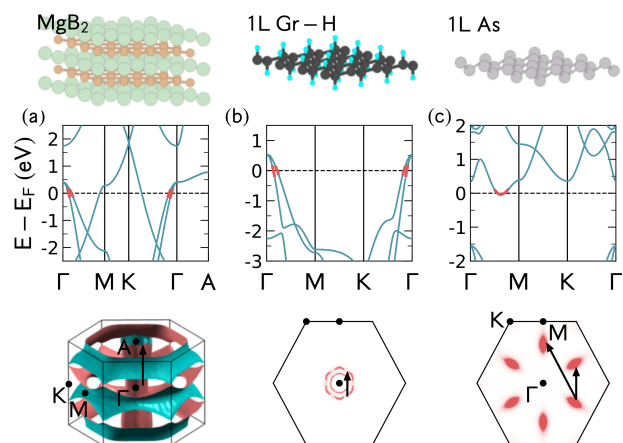 MgB₂ 1L Gr – H 1L As
(a) (b) (c)
E – E_F (eV)
2 1 0 -1 -2
1 0 -1 -2 -3
2 1 0 -1 -2
Γ M K Γ A Γ M K Γ Γ M K Γ
A K Γ M
Γ
K M Γ